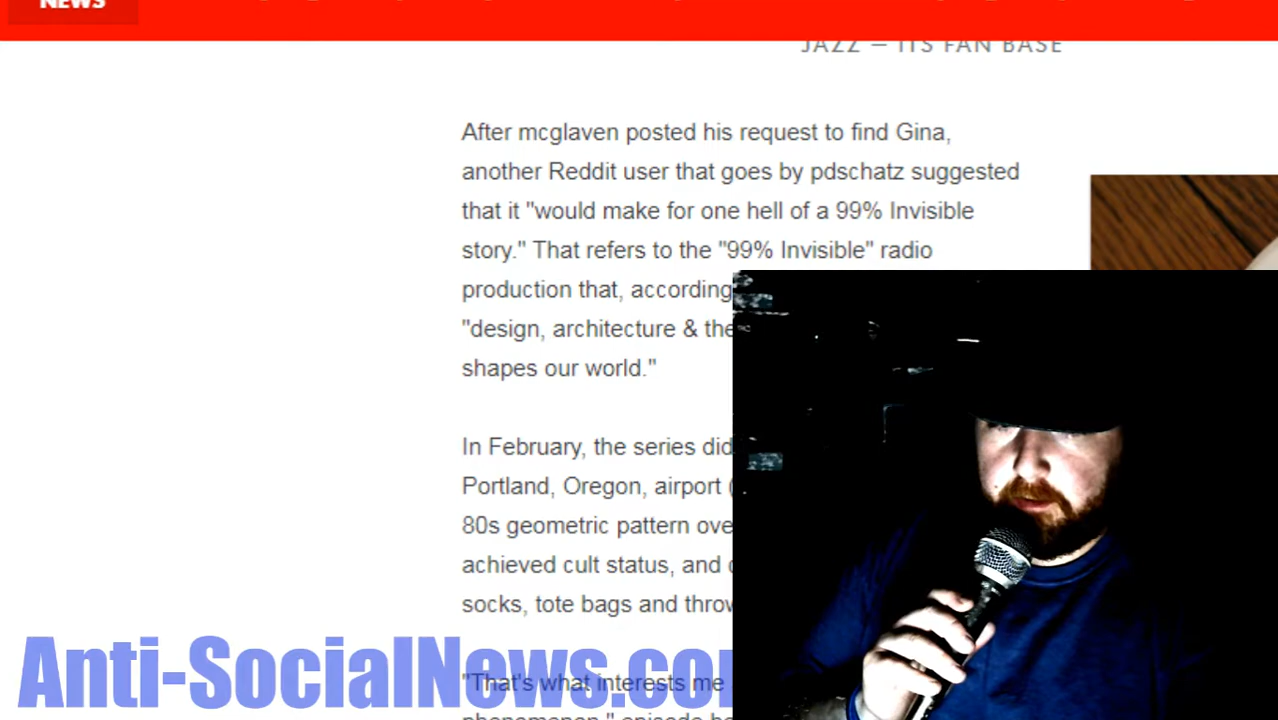 NEWS
JAZZ — ITS FAN BASE
After mcglaven posted his request to find Gina,
another Reddit user that goes by pdschatz suggested
that it "would make for one hell of a 99% Invisible
story." That refers to the "99% Invisible" radio
production that, according
"design, architecture & the
shapes our world."
In February, the series did
Portland, Oregon, airport (
80s geometric pattern ove
achieved cult status, and
socks, tote bags and throw
"That's what interests me
phenomenon," episode
Anti-SocialNews.co